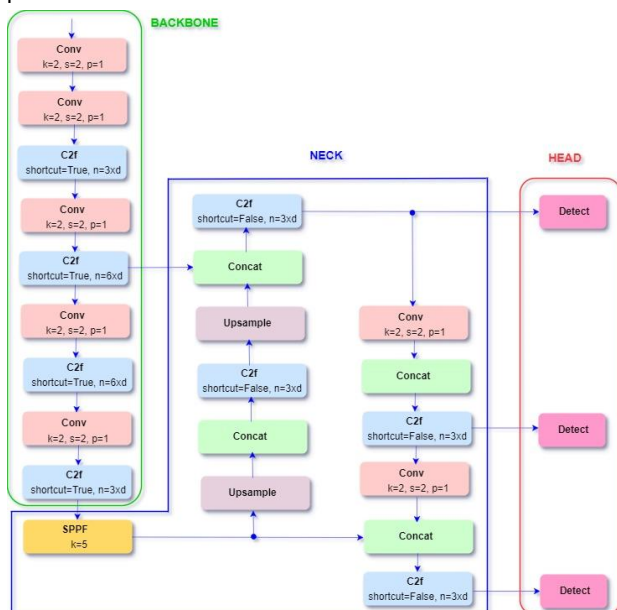 BACKBONE
Conv
k=2, s=2, p=1
Conv
k=2, s=2, p=1
C2f
shortcut=True, n=3xd
Conv
k=2, s=2, p=1
C2f
shortcut=True, n=6xd
Conv
k=2, s=2, p=1
C2f
shortcut=True, n=6xd
Conv
k=2, s=2, p=1
C2f
shortcut=True, n=3xd
SPPF
k=5
NECK
C2f
shortcut=False, n=3xd
Concat
Upsample
C2f
shortcut=False, n=3xd
Concat
Upsample
Conv
k=2, s=2, p=1
Concat
C2f
shortcut=False, n=3xd
Conv
k=2, s=2, p=1
Concat
C2f
shortcut=False, n=3xd
HEAD
Detect
Detect
Detect